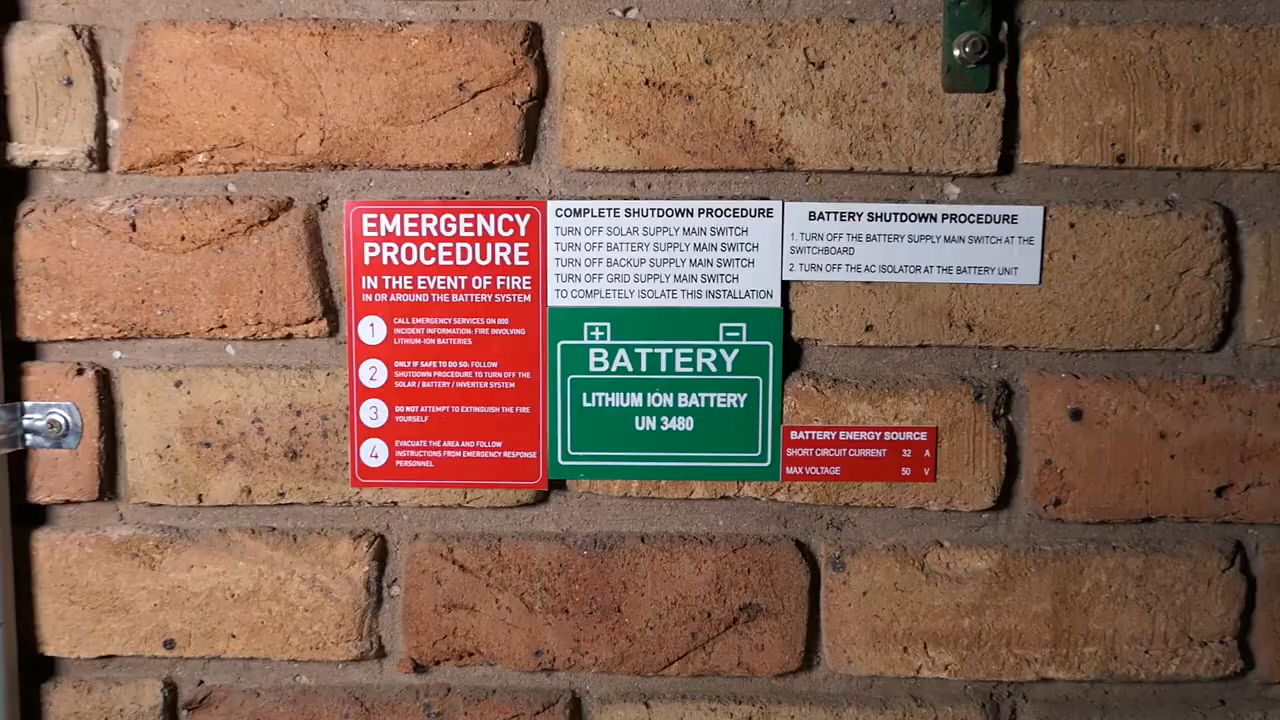 EMERGENCY
PROCEDURE
IN THE EVENT OF FIRE
IN OR AROUND THE BATTERY SYSTEM
1
CALL EMERGENCY SERVICES ON 000
INCIDENT INFORMATION: FIRE INVOLVING
LITHIUM-ION BATTERIES
2
ONLY IF SAFE TO DO SO: FOLLOW
SHUTDOWN PROCEDURE TO TURN OFF THE
SOLAR / BATTERY / INVERTER SYSTEM
3
DO NOT ATTEMPT TO EXTINGUISH THE FIRE
YOURSELF
4
EVACUATE THE AREA AND FOLLOW
INSTRUCTIONS FROM EMERGENCY RESPONSE
PERSONNEL
COMPLETE SHUTDOWN PROCEDURE
TURN OFF SOLAR SUPPLY MAIN SWITCH
TURN OFF BATTERY SUPPLY MAIN SWITCH
TURN OFF BACKUP SUPPLY MAIN SWITCH
TURN OFF GRID SUPPLY MAIN SWITCH
TO COMPLETELY ISOLATE THIS INSTALLATION
+ −
BATTERY
LITHIUM IÓN BATTERY
UN 3480
BATTERY SHUTDOWN PROCEDURE
1. TURN OFF THE BATTERY SUPPLY MAIN SWITCH AT THE
SWITCHBOARD
2. TURN OFF THE AC ISOLATOR AT THE BATTERY UNIT
BATTERY ENERGY SOURCE
SHORT CIRCUIT CURRENT 32 A
MAX VOLTAGE 50 V